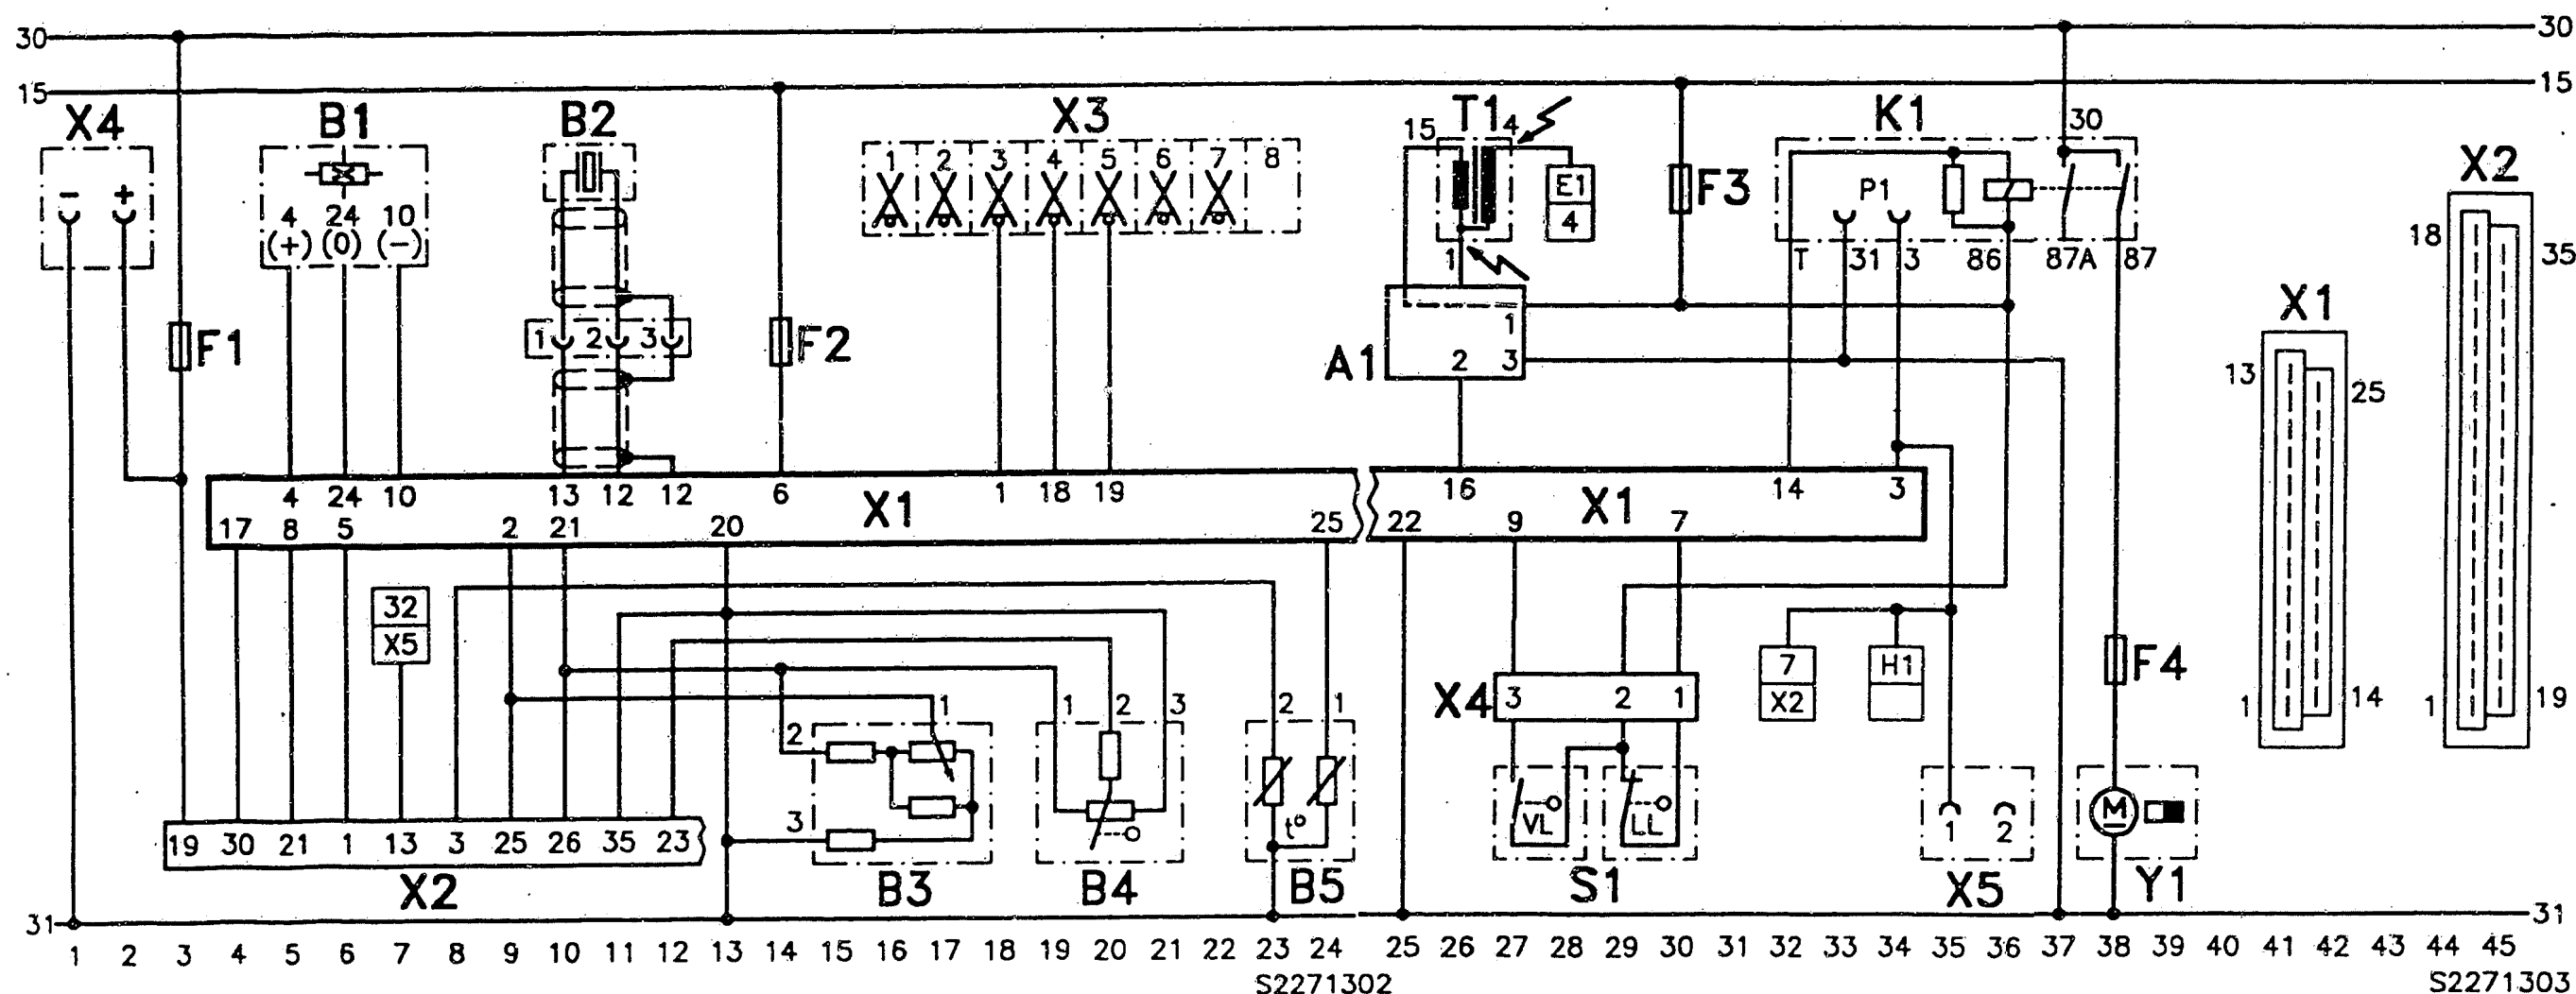 30 30
15 15
X4 B1 B2 X3 T1 K1 X2
15 4 30
- + 1 2 3 4 5 6 7 8
E1
4
F3
P1
4 24 10
(+) (0) (-)
18 35
1 T 31 3 86 87A 87
F1 1 2 3 F2
1
A1 2 3
X1
13 25
4 24 10 13 12 12 6 1 18 19 16 14 3
X1 X1
17 8 5 2 21 20 25 22 9 7
32
X5
7
X2
H1
F4
X4 3 2 1
1 14
1 19
1 1 2 3 2 1
2
3
t°
VL LL
1 2
M
19 30 21 1 13 3 25 26 35 23
X2 B3 B4 B5 S1 X5 Y1
31 31
1 2 3 4 5 6 7 8 9 10 11 12 13 14 15 16 17 18 19 20 21 22 23 24 25 26 27 28 29 30 31 32 33 34 35 36 37 38 39 40 41 42 43 44 45
S2271302 S2271303